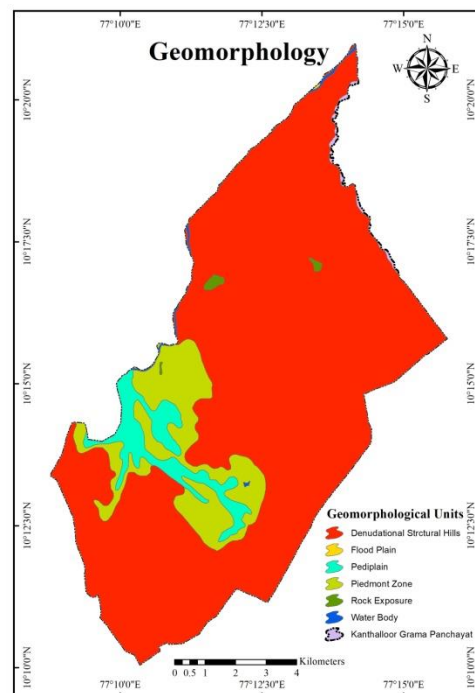 77°10'0"E 77°12'30"E 77°15'0"E
Geomorphology
N
W E
S
10°20'0"N 10°20'0"N
10°17'30"N 10°17'30"N
10°15'0"N 10°15'0"N
10°12'30"N 10°12'30"N
10°10'0"N 10°10'0"N
Geomorphological Units
Denudational Strctural Hills
Flood Plain
Pediplain
Piedmont Zone
Rock Exposure
Water Body
Kanthalloor Grama Panchayat
Kilometers
0 0.5 1 2 3 4
77°10'0"E 77°12'30"E 77°15'0"E